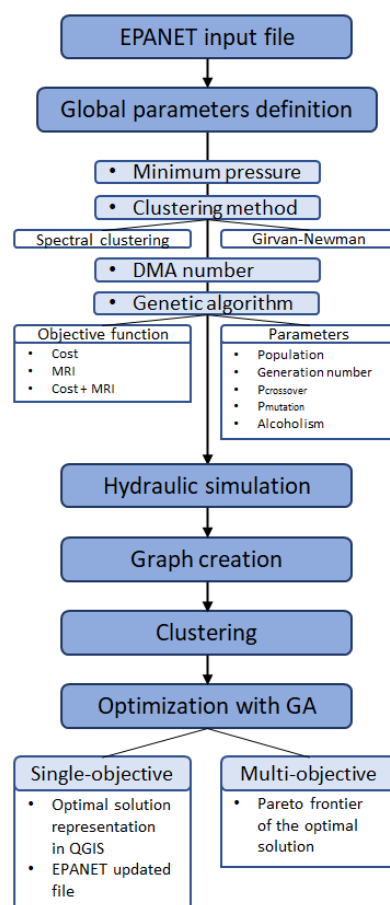 EPANET input file
Global parameters definition
• Minimum pressure
• Clustering method
Spectral clustering
Girvan-Newman
• DMA number
• Genetic algorithm
Objective function
• Cost
• MRI
• Cost + MRI
Parameters
• Population
• Generation number
• Pcrossover
• Pmutation
• Alcoholism
Hydraulic simulation
Graph creation
Clustering
Optimization with GA
Single-objective
• Optimal solution
representation
in QGIS
• EPANET updated
file
Multi-objective
• Pareto frontier
of the optimal
solution